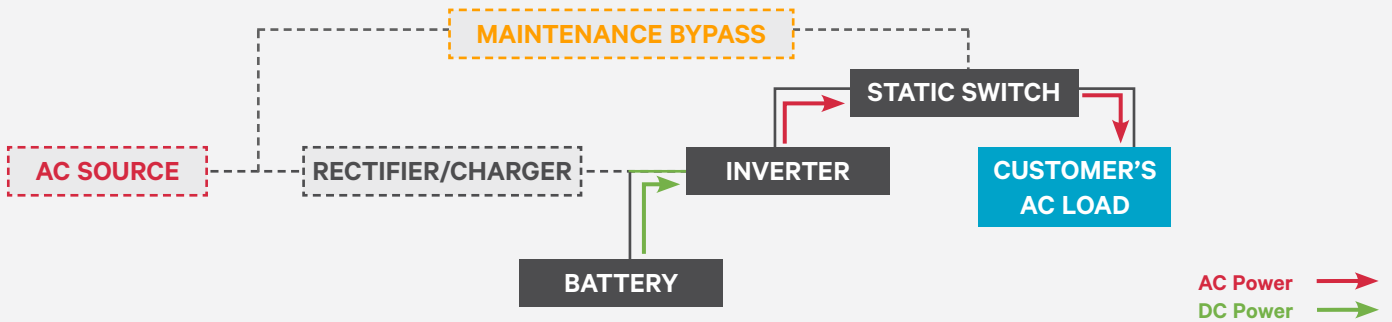 MAINTENANCE BYPASS
STATIC SWITCH
AC SOURCE
RECTIFIER/CHARGER
INVERTER
CUSTOMER'S
AC LOAD
BATTERY
AC Power
DC Power